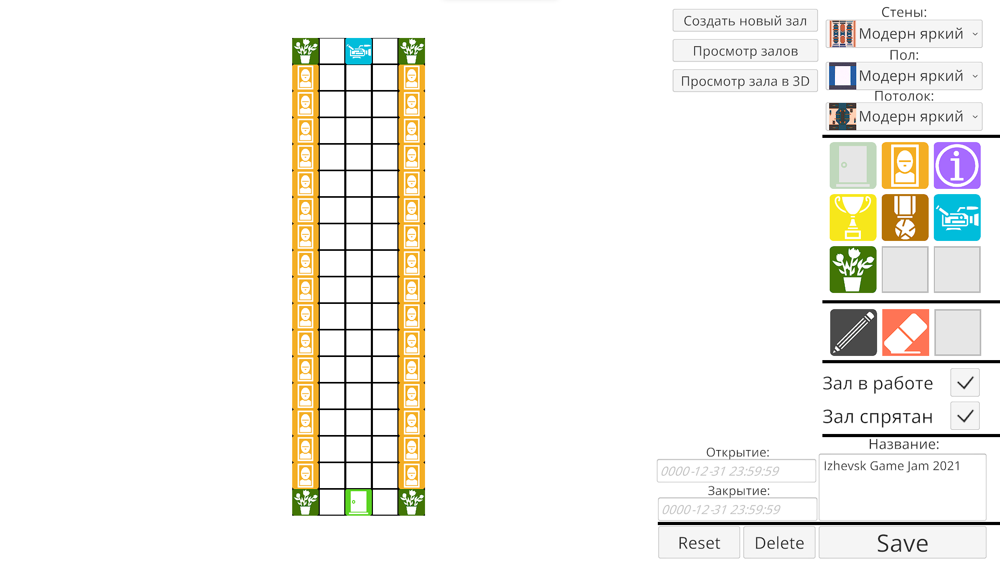 Создать новый зал
Просмотр залов
Просмотр зала в 3D
Стены:
Модерн яркий
Пол:
Модерн яркий
Потолок:
Модерн яркий
Зал в работе
Зал спрятан
Открытие:
0000-12-31 23:59:59
Закрытие:
0000-12-31 23:59:59
Название:
Izhevsk Game Jam 2021
Reset
Delete
Save